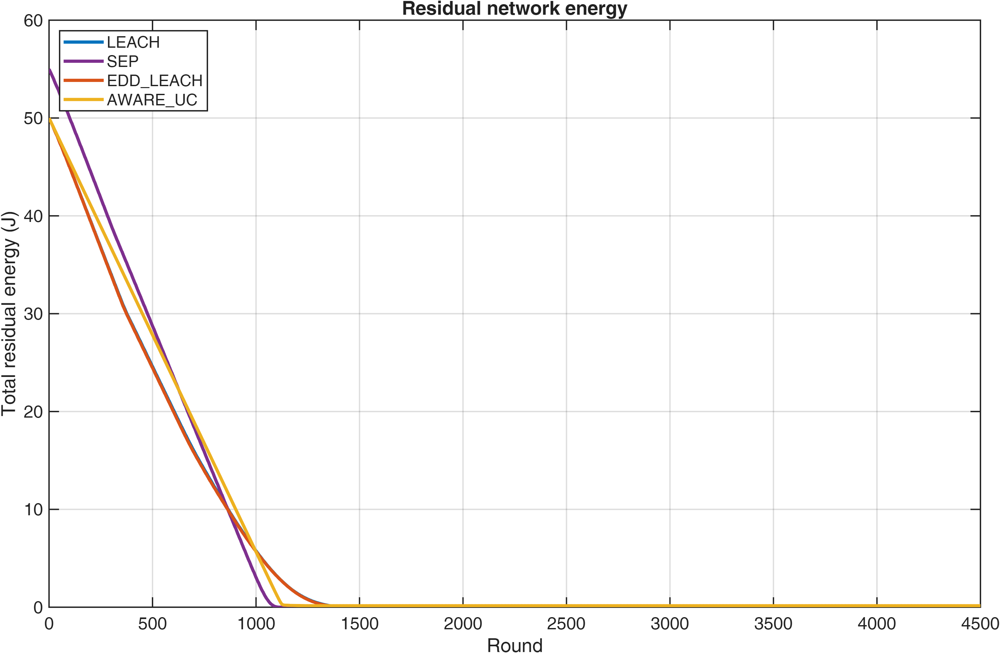 Residual network energy
60
50
40
30
20
10
0
Total residual energy (J)
LEACH
SEP
EDD_LEACH
AWARE_UC
0 500 1000 1500 2000 2500 3000 3500 4000 4500
Round